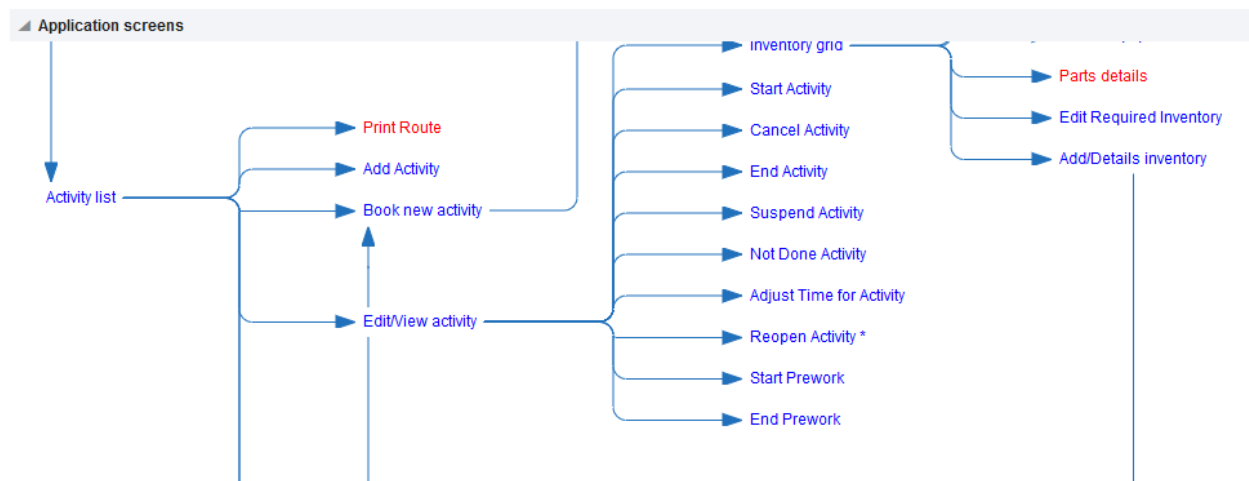 Application screens
Inventory grid
Parts details
Start Activity
Edit Required Inventory
Print Route
Cancel Activity
Add/Details inventory
Add Activity
End Activity
Activity list
Book new activity
Suspend Activity
Not Done Activity
Adjust Time for Activity
Edit/View activity
Reopen Activity *
Start Prework
End Prework